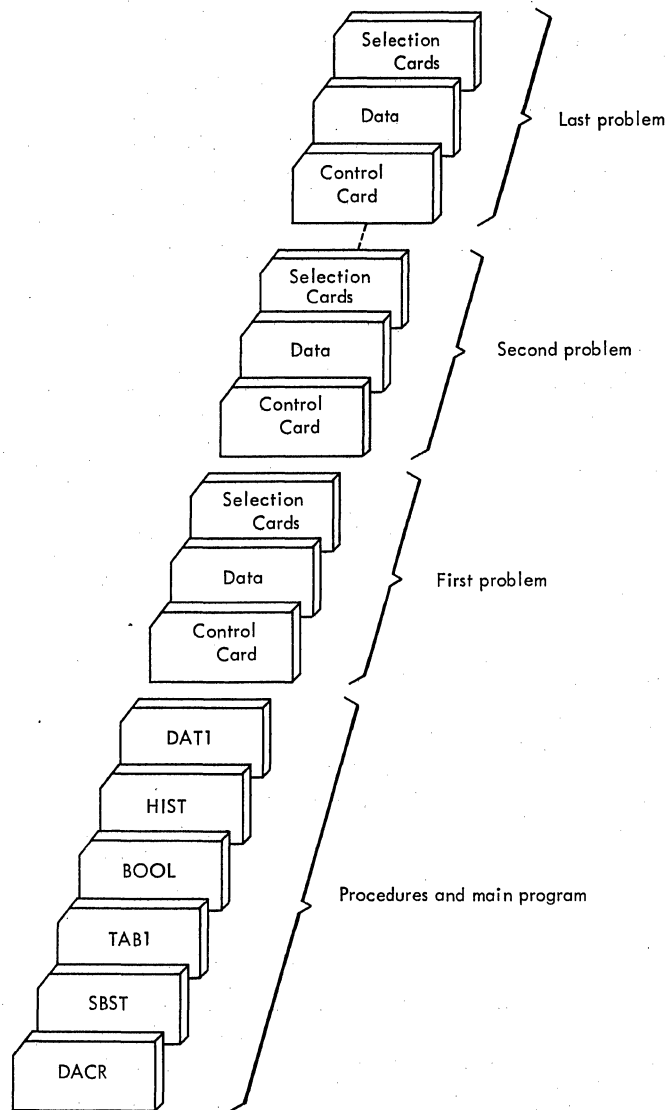 Selection
Cards
Data
Last problem
Control
Card
Selection
Cards
Data
Second problem
Control
Card
Selection
Cards
Data
First problem
Control
Card
DAT1
HIST
BOOL
Procedures and main program
TAB1
SBST
DACR